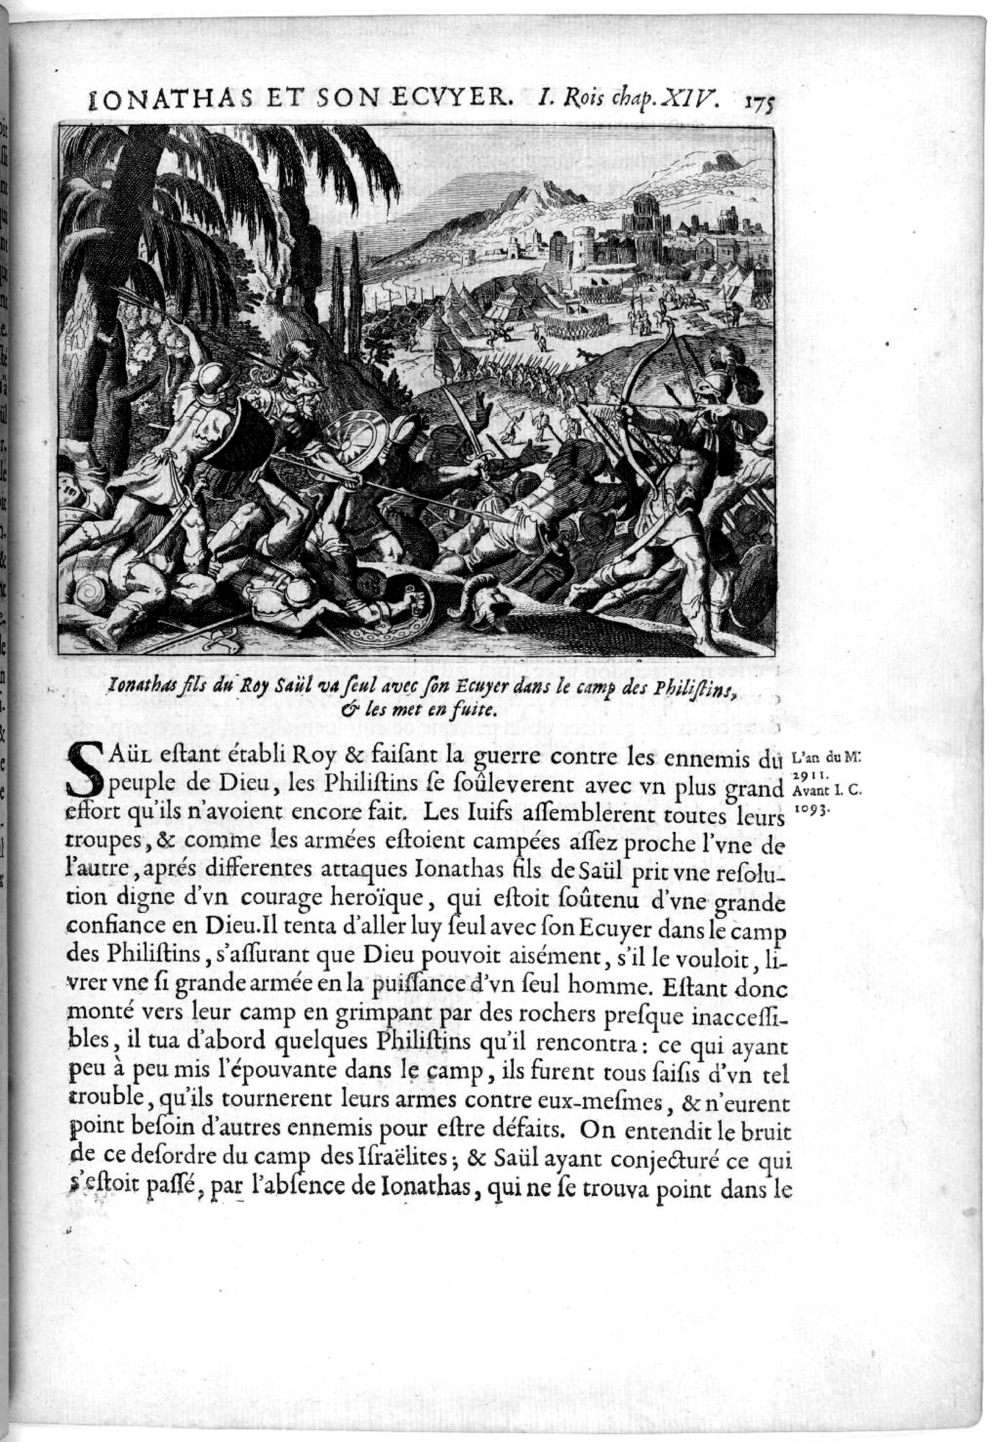 IONATHAS ET SON ECVYER. I. Rois chap. XIV. 175
Ionathas fils du Roy Saül va ſeul avec ſon Ecuyer dans le camp des Philiſtins,
& les met en fuite.
SAüL eſtant établi Roy & faiſant la guerre contre les ennemis du
peuple de Dieu, les Philiſtins ſe ſoûleverent avec vn plus grand
effort qu'ils n'avoient encore fait. Les Iuifs aſſemblerent toutes leurs
troupes, & comme les armées eſtoient campées aſſez proche l'vne de
l'autre, aprés differentes attaques Ionathas fils de Saül prit vne reſolu-
tion digne d'vn courage heroïque, qui eſtoit ſoûtenu d'vne grande
confiance en Dieu. Il tenta d'aller luy ſeul avec ſon Ecuyer dans le camp
des Philiſtins, s'aſſurant que Dieu pouvoit aisément, s'il le vouloit, li-
vrer vne ſi grande armée en la puiſſance d'vn ſeul homme. Eſtant donc
monté vers leur camp en grimpant par des rochers preſque inacceſſi-
bles, il tua d'abord quelques Philiſtins qu'il rencontra: ce qui ayant
peu à peu mis l'épouvante dans le camp, ils furent tous ſaiſis d'vn tel
trouble, qu'ils tournerent leurs armes contre eux-meſmes, & n'eurent
point beſoin d'autres ennemis pour eſtre défaits. On entendit le bruit
de ce deſordre du camp des Iſraëlites; & Saül ayant conjecturé ce qui
s'eſtoit paſſé, par l'abſence de Ionathas, qui ne ſe trouva point dans le
L'an du M.
2911.
Avant I. C.
1093.